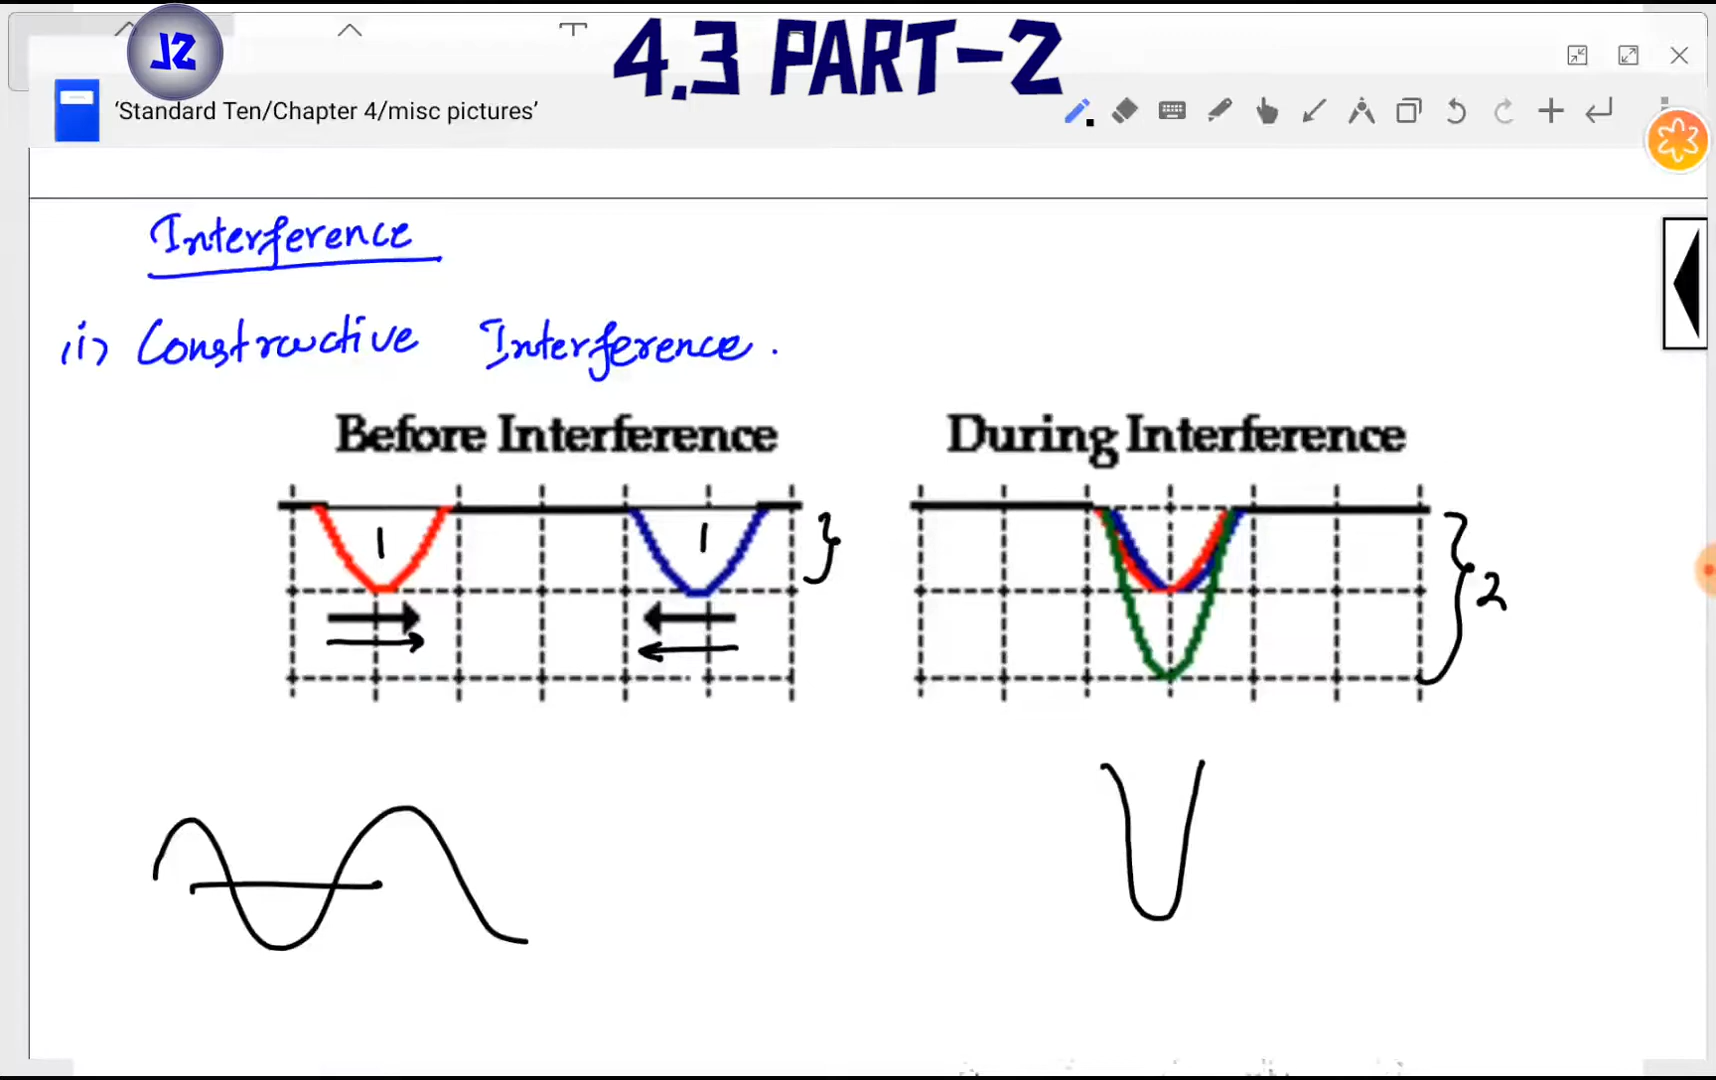 4.3 PART-2
JZ
‘Standard Ten/Chapter 4/misc pictures’
Interference
(i) Constructive Interference.
Before Interference
During Interference
1
1
2